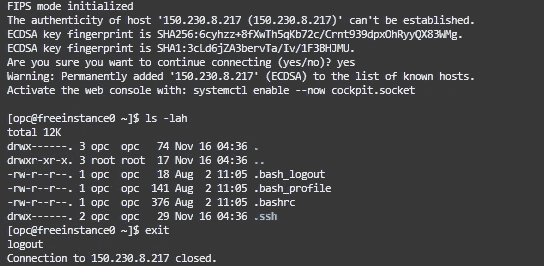 FIPS mode initialized
The authenticity of host '150.230.8.217 (150.230.8.217)' can't be established.
ECDSA key fingerprint is SHA256:6cyhzz+8fXwTh5qKb72c/Crnt939dpxOhRyyQX83WMg.
ECDSA key fingerprint is SHA1:3cLd6jZA3bervTa/Iv/1F3BHJMU.
Are you sure you want to continue connecting (yes/no)? yes
Warning: Permanently added '150.230.8.217' (ECDSA) to the list of known hosts.
Activate the web console with: systemctl enable --now cockpit.socket
[opc@freeinstance0 ~]$ ls -lah
total 12K
drwx------. 3 opc  opc   74 Nov 16 04:36 .
drwxr-xr-x. 3 root root  17 Nov 16 04:36 ..
-rw-r--r--. 1 opc  opc   18 Aug  2 11:05 .bash_logout
-rw-r--r--. 1 opc  opc  141 Aug  2 11:05 .bash_profile
-rw-r--r--. 1 opc  opc  376 Aug  2 11:05 .bashrc
drwx------. 2 opc  opc   29 Nov 16 04:36 .ssh
[opc@freeinstance0 ~]$ exit
logout
Connection to 150.230.8.217 closed.